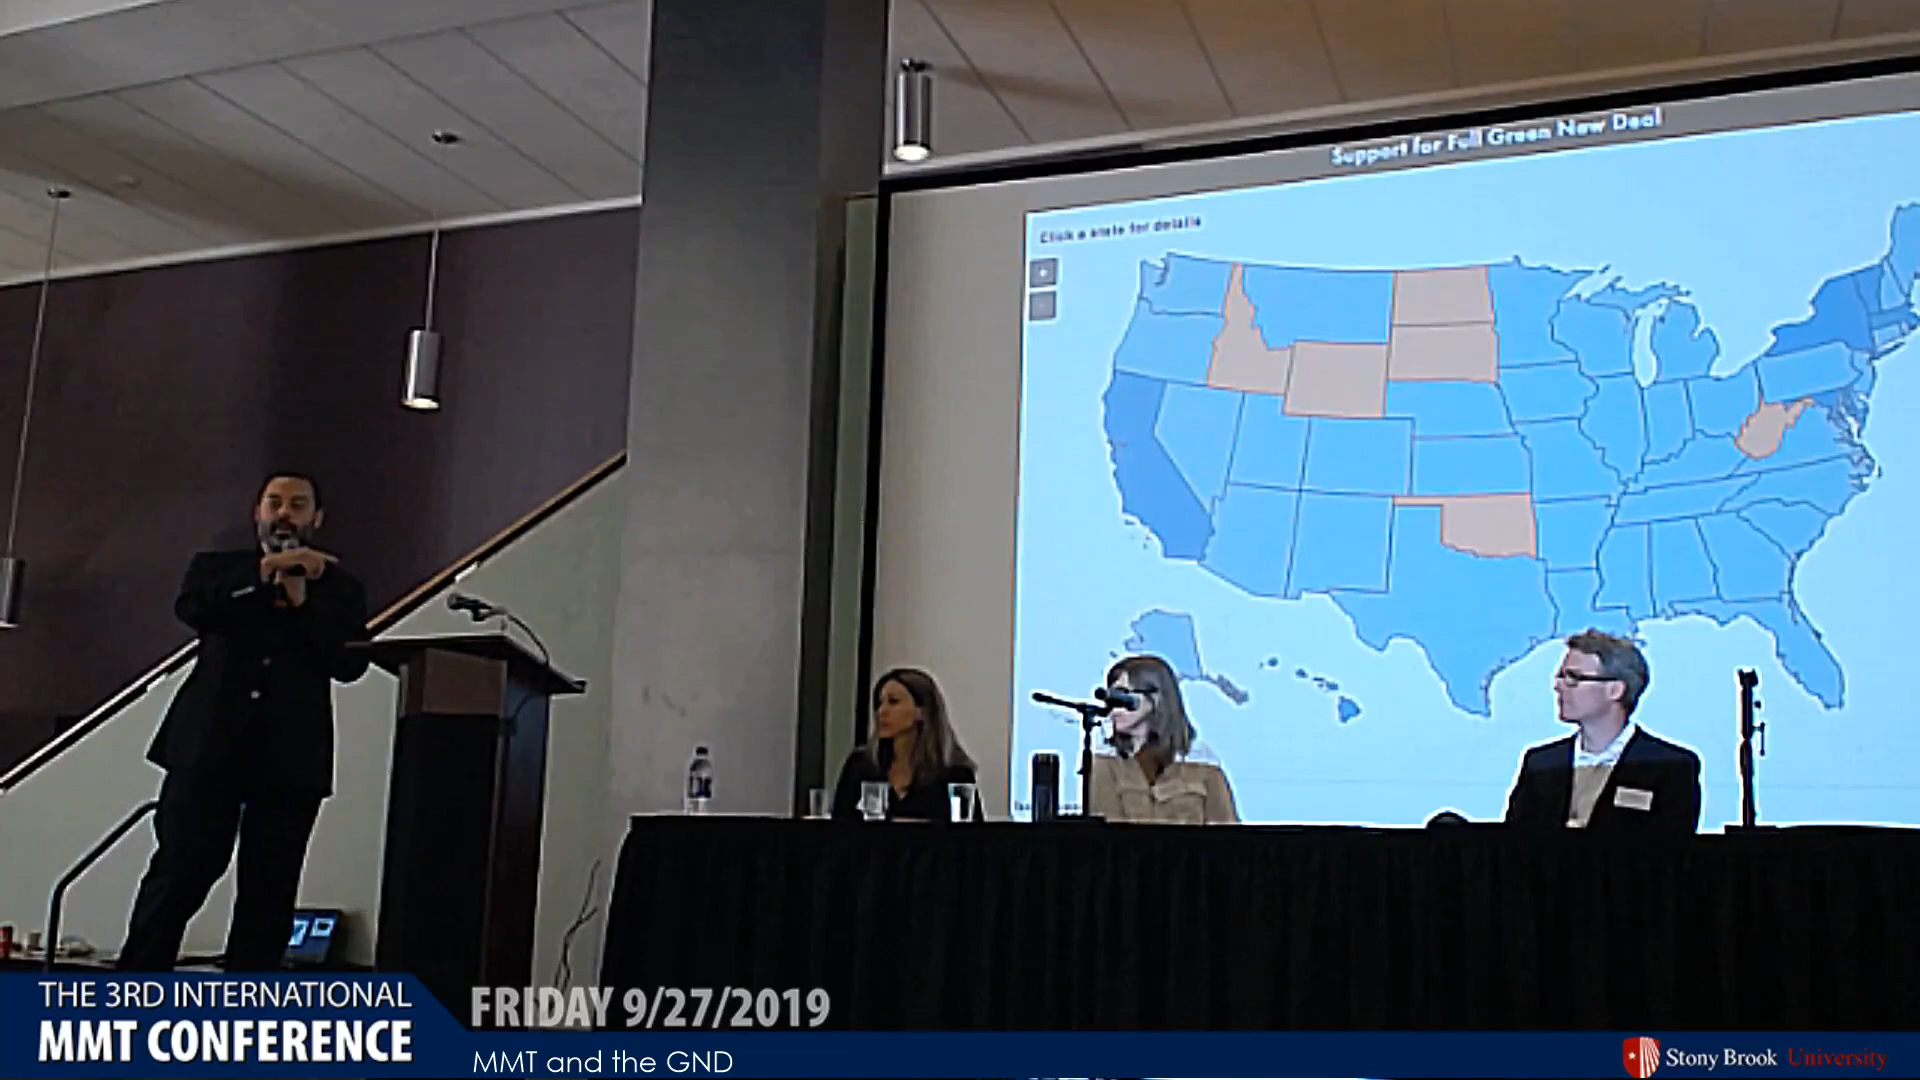 Support for Full Green New Deal
Click a state for details
THE 3RD INTERNATIONAL
MMT CONFERENCE
FRIDAY 9/27/2019
MMT and the GND
Stony Brook University